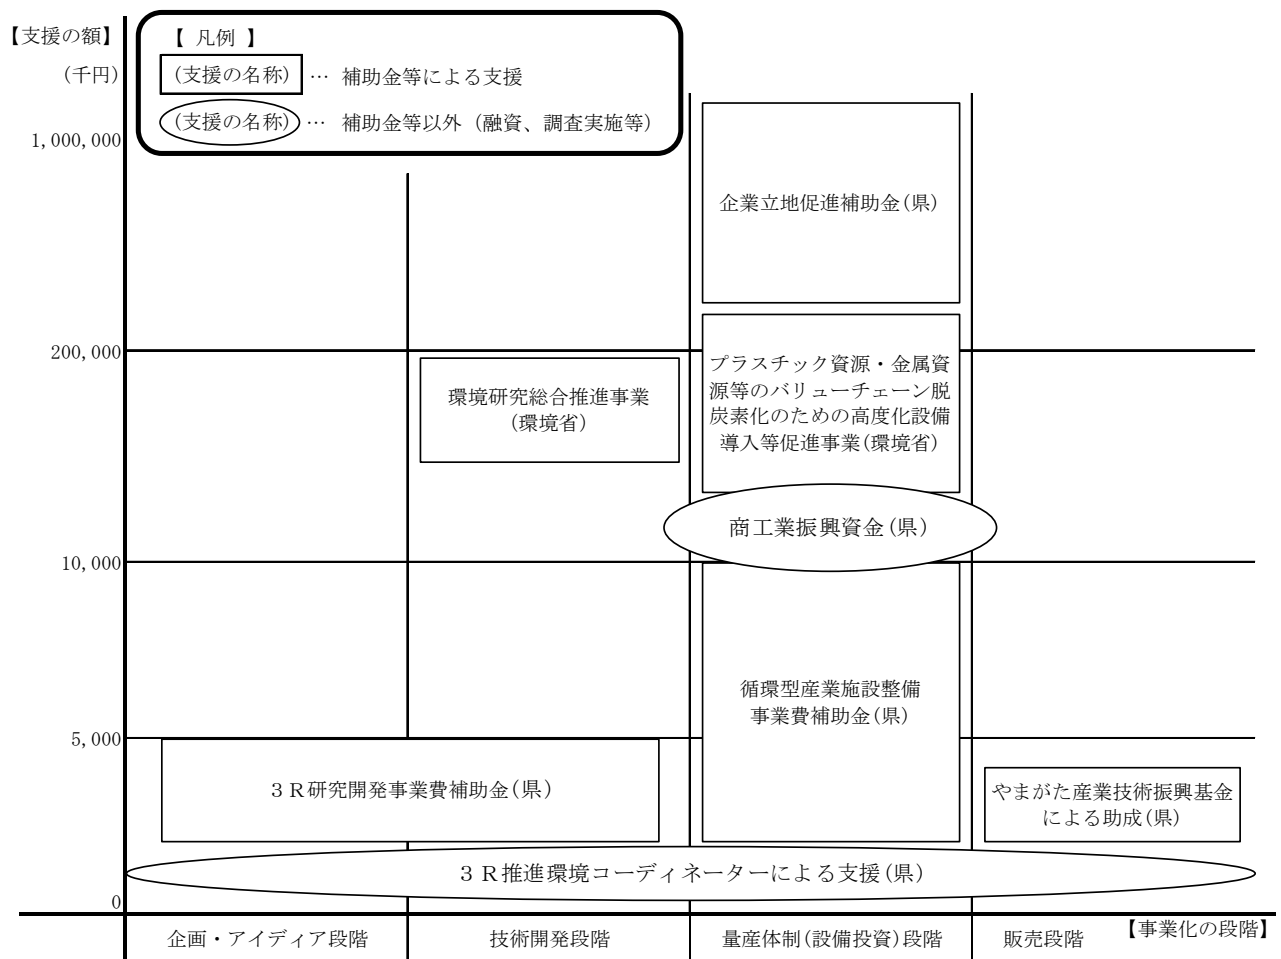 【支援の額】
(千円)
【 凡例 】
(支援の名称) … 補助金等による支援
(支援の名称) … 補助金等以外（融資、調査実施等）
1,000,000
企業立地促進補助金(県)
200,000
環境研究総合推進事業
(環境省)
プラスチック資源・金属資
源等のバリューチェーン脱
炭素化のための高度化設備
導入等促進事業(環境省)
商工業振興資金(県)
10,000
循環型産業施設整備
事業費補助金(県)
5,000
３Ｒ研究開発事業費補助金(県)
やまがた産業技術振興基金
による助成(県)
３Ｒ推進環境コーディネーターによる支援(県)
0
企画・アイディア段階
技術開発段階
量産体制(設備投資)段階
販売段階
【事業化の段階】